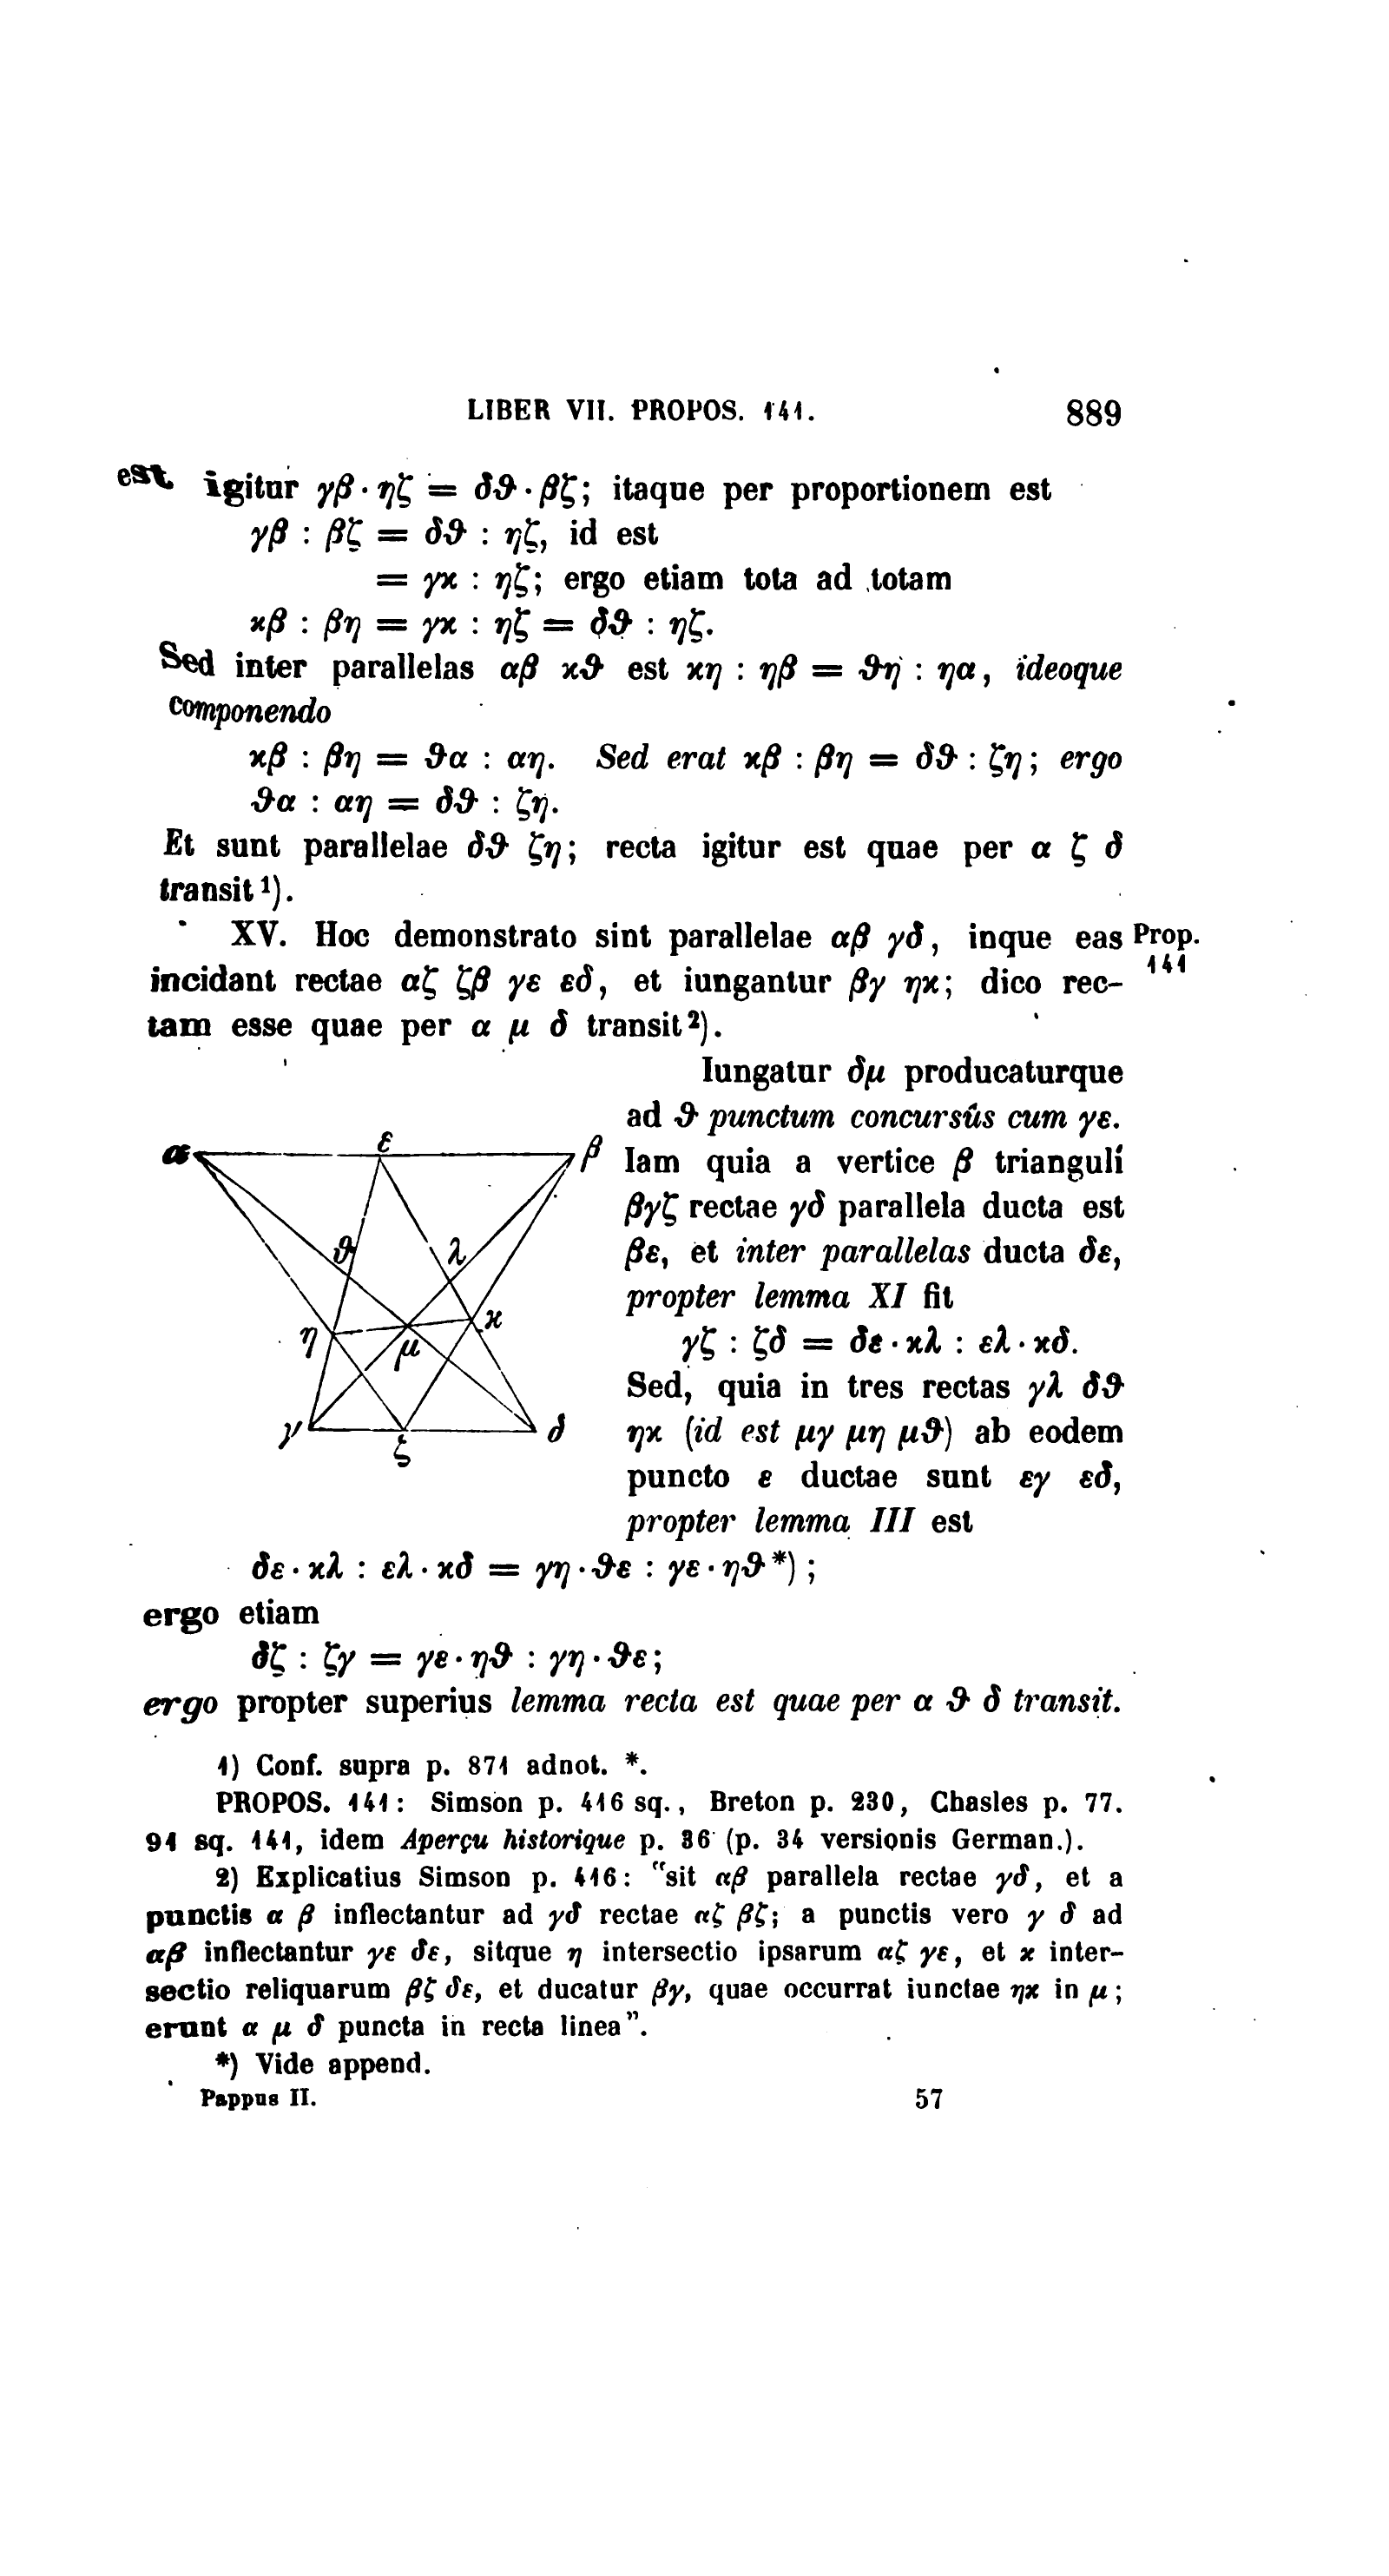 LIBER VII. PROPOS. 141. 889
est igitur γβ · ηζ = δϑ · βζ; itaque per proportionem est
γβ : βζ = δϑ : ηζ, id est
= γκ : ηζ; ergo etiam tota ad totam
κβ : βη = γκ : ηζ = δϑ : ηζ.
Sed inter parallelas αβ κϑ est κη : ηβ = ϑη : ηα, ideoque
componendo
κβ : βη = ϑα : αη. Sed erat κβ : βη = δϑ : ζη; ergo
ϑα : αη = δϑ : ζη.
Et sunt parallelae δϑ ζη; recta igitur est quae per α ζ δ
transit ¹).
XV. Hoc demonstrato sint parallelae αβ γδ, inque eas Prop.
141
incidant rectae αζ ζβ γε εδ, et iungantur βγ ηκ; dico rec-
tam esse quae per α μ δ transit ²).
Iungatur δμ producaturque
ad ϑ punctum concursûs cum γε.
Iam quia a vertice β trianguli
βγζ rectae γδ parallela ducta est
βε, et inter parallelas ducta δε,
propter lemma XI fit
γζ : ζδ = δε · κλ : ελ · κδ.
Sed, quia in tres rectas γλ δϑ
ηκ (id est μγ μη μϑ) ab eodem
puncto ε ductae sunt εγ εδ,
propter lemma III est
α ε β
ϑ λ
η μ κ
γ ζ δ
δε · κλ : ελ · κδ = γη · ϑε : γε · ηϑ *) ;
ergo etiam
δζ : ζγ = γε · ηϑ : γη · ϑε;
ergo propter superius lemma recta est quae per α ϑ δ transit.
1) Conf. supra p. 871 adnot. *.
PROPOS. 141: Simson p. 416 sq., Breton p. 230, Chasles p. 77.
91 sq. 141, idem Aperçu historique p. 36 (p. 34 versionis German.).
2) Explicatius Simson p. 416: "sit αβ parallela rectae γδ, et a
punctis α β inflectantur ad γδ rectae αζ βζ; a punctis vero γ δ ad
αβ inflectantur γε δε, sitque η intersectio ipsarum αζ γε, et κ inter-
sectio reliquarum βζ δε, et ducatur βγ, quae occurrat iunctae ηκ in μ;
erunt α μ δ puncta in recta linea".
*) Vide append.
Pappus II. 57